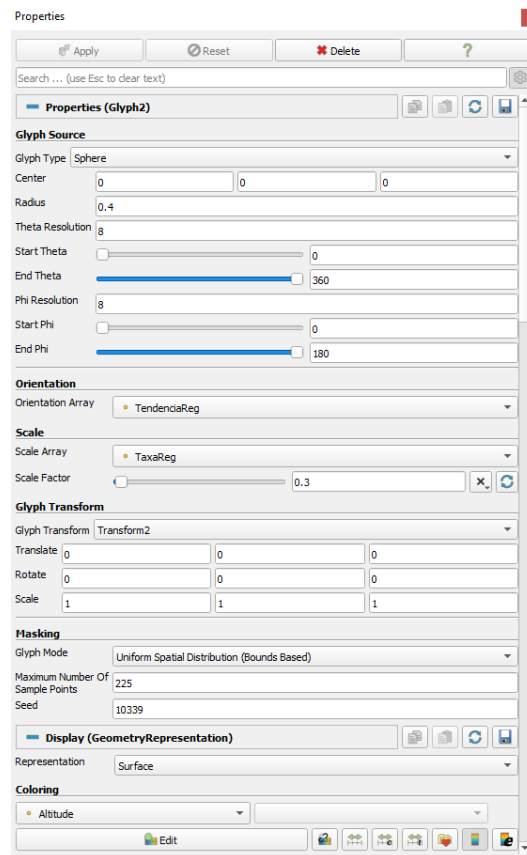 Properties
Apply Reset Delete ?
Search ... (use Esc to clear text)
Properties (Glyph2)
Glyph Source
Glyph Type Sphere
Center 0 0 0
Radius 0.4
Theta Resolution 8
Start Theta 0
End Theta 360
Phi Resolution 8
Start Phi 0
End Phi 180
Orientation
Orientation Array TendenciaReg
Scale
Scale Array TaxaReg
Scale Factor 0.3
Glyph Transform
Glyph Transform Transform2
Translate 0 0 0
Rotate 0 0 0
Scale 1 1 1
Masking
Glyph Mode Uniform Spatial Distribution (Bounds Based)
Maximum Number Of
Sample Points 225
Seed 10339
Display (GeometryRepresentation)
Representation Surface
Coloring
Altitude
Edit